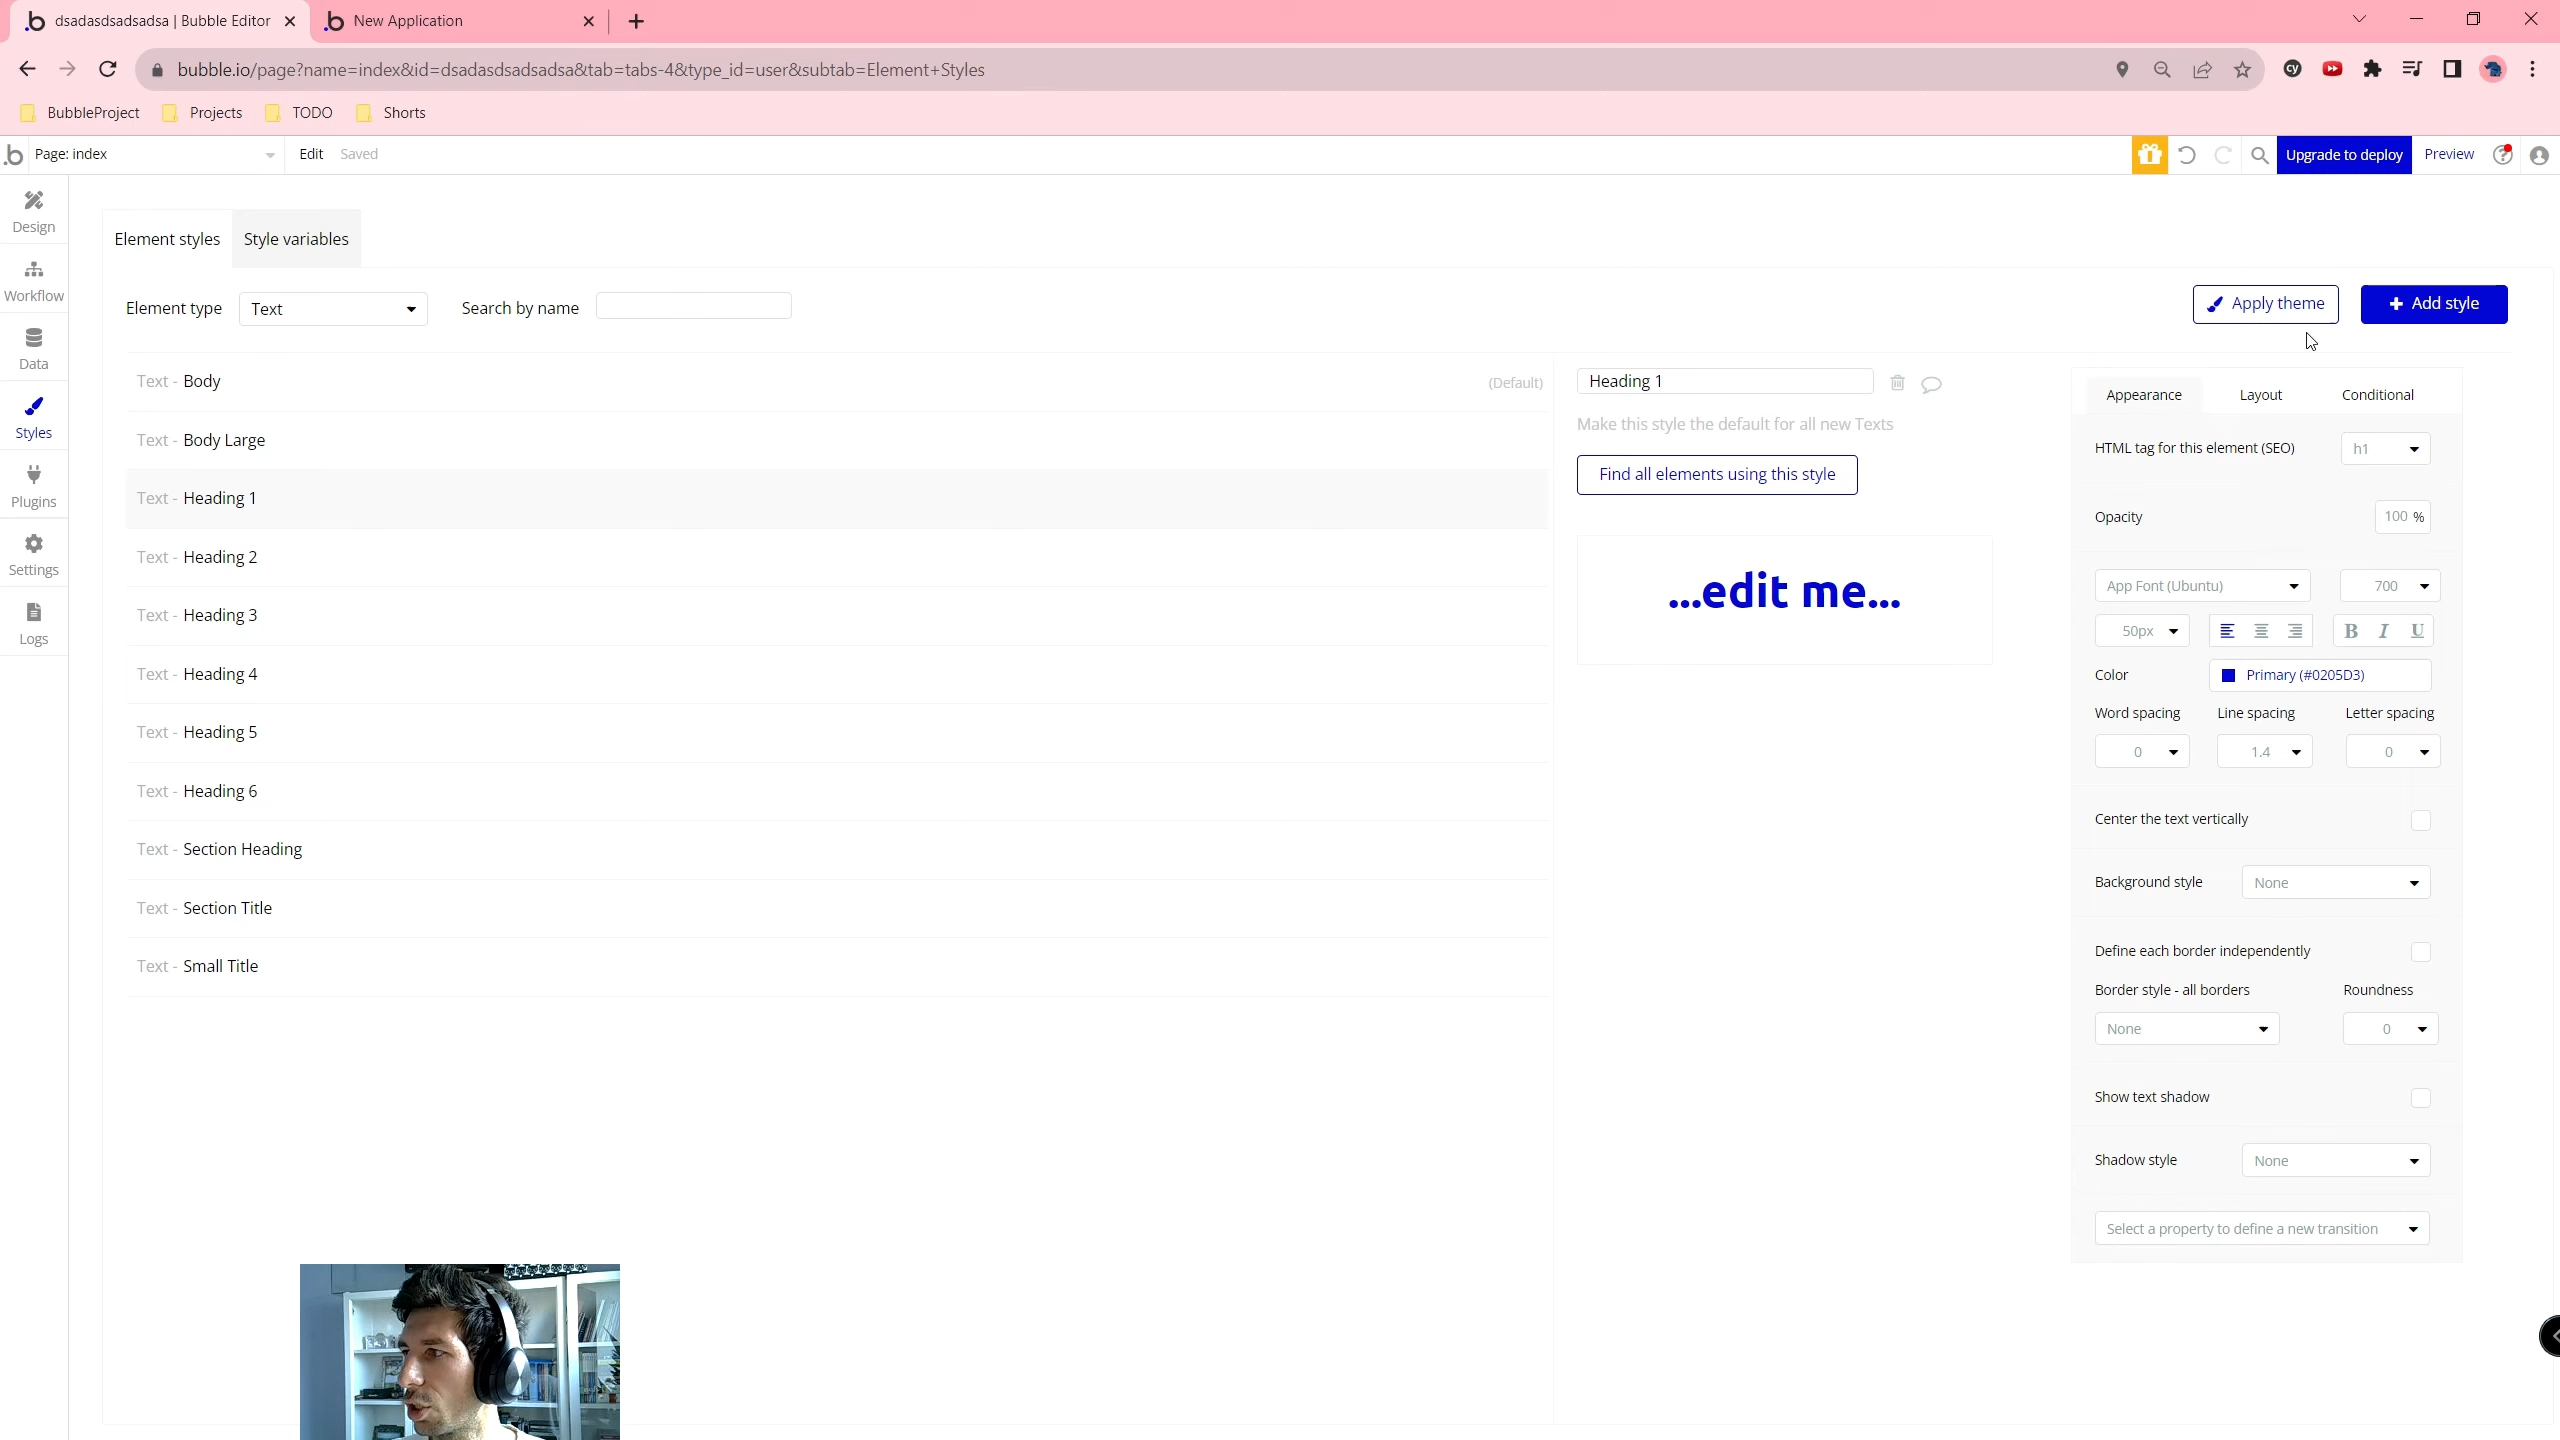 dsadasdsadsadsa | Bubble Editor
New Application
bubble.io/page?name=index&id=dsadasdsadsadsa&tab=tabs-4&type_id=user&subtab=Element+Styles
cy
BubbleProject
Projects
TODO
Shorts
Page: index
Edit
Saved
Upgrade to deploy
Preview
Design
Workflow
Data
Styles
Plugins
Settings
Logs
Element styles
Style variables
Element type
Text
Search by name
Apply theme
Add style
Text - Body
(Default)
Text - Body Large
Text - Heading 1
Text - Heading 2
Text - Heading 3
Text - Heading 4
Text - Heading 5
Text - Heading 6
Text - Section Heading
Text - Section Title
Text - Small Title
Heading 1
Make this style the default for all new Texts
Find all elements using this style
...edit me...
Appearance
Layout
Conditional
HTML tag for this element (SEO)
h1
Opacity
100 %
App Font (Ubuntu)
700
50px
B I U
Color
Primary (#0205D3)
Word spacing
Line spacing
Letter spacing
0
1.4
0
Center the text vertically
Background style
None
Define each border independently
Border style - all borders
Roundness
None
0
Show text shadow
Shadow style
None
Select a property to define a new transition